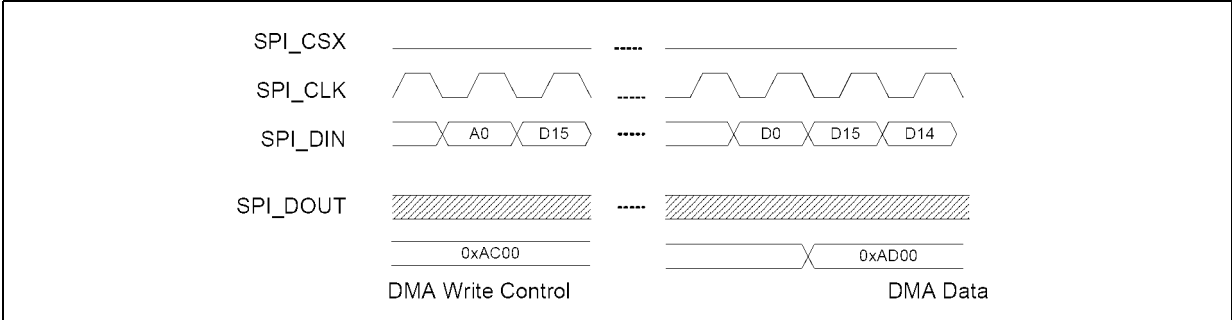 SPI_CSX
SPI_CLK
SPI_DIN A0 D15 D0 D15 D14
SPI_DOUT
0xAC00 0xAD00
DMA Write Control DMA Data